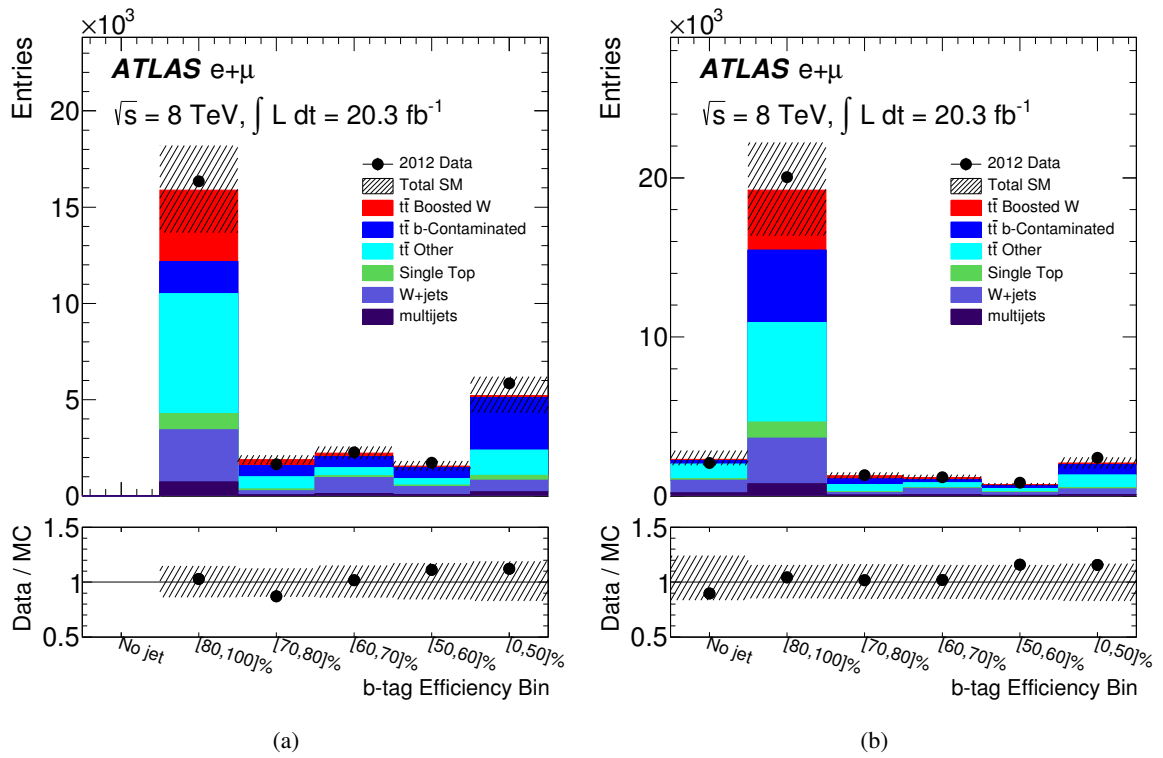 ×10³
Entries
ATLAS e+μ
√s = 8 TeV, ∫ L dt = 20.3 fb⁻¹
2012 Data
Total SM
tt̄ Boosted W
tt̄ b-Contaminated
tt̄ Other
Single Top
W+jets
multijets
20
15
10
5
0
Data / MC
1.5
1
0.5
No jet
[80,100]%
[70,80]%
[60,70]%
[50,60]%
[0,50]%
b-tag Efficiency Bin
(a)
×10³
Entries
ATLAS e+μ
√s = 8 TeV, ∫ L dt = 20.3 fb⁻¹
2012 Data
Total SM
tt̄ Boosted W
tt̄ b-Contaminated
tt̄ Other
Single Top
W+jets
multijets
20
10
0
Data / MC
1.5
1
0.5
No jet
[80,100]%
[70,80]%
[60,70]%
[50,60]%
[0,50]%
b-tag Efficiency Bin
(b)